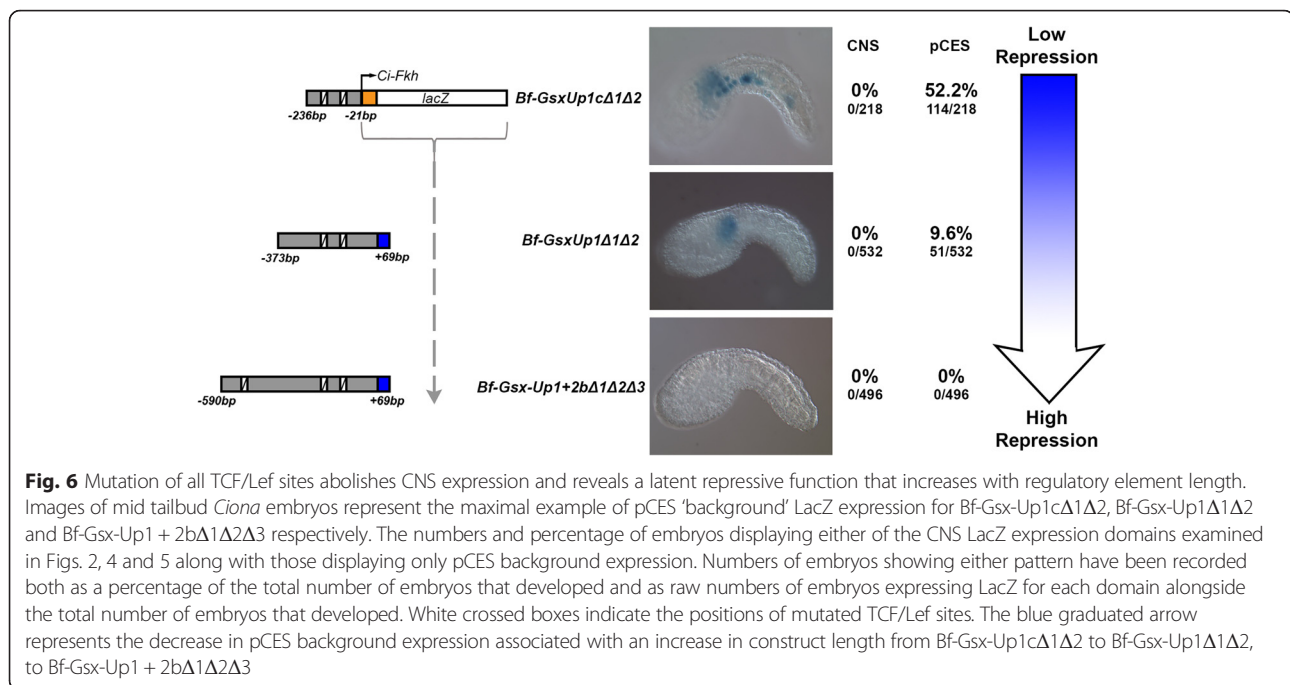 CNS pCES
Low
Repression
Ci-Fkh
lacZ
-236bp -21bp
Bf-GsxUp1cΔ1Δ2
0% 52.2%
0/218 114/218
-373bp +69bp
Bf-GsxUp1Δ1Δ2
0% 9.6%
0/532 51/532
-590bp +69bp
Bf-Gsx-Up1+2bΔ1Δ2Δ3
0% 0%
0/496 0/496
High
Repression
Fig. 6 Mutation of all TCF/Lef sites abolishes CNS expression and reveals a latent repressive function that increases with regulatory element length.
Images of mid tailbud Ciona embryos represent the maximal example of pCES ‘background’ LacZ expression for Bf-Gsx-Up1cΔ1Δ2, Bf-Gsx-Up1Δ1Δ2
and Bf-Gsx-Up1 + 2bΔ1Δ2Δ3 respectively. The numbers and percentage of embryos displaying either of the CNS LacZ expression domains examined
in Figs. 2, 4 and 5 along with those displaying only pCES background expression. Numbers of embryos showing either pattern have been recorded
both as a percentage of the total number of embryos that developed and as raw numbers of embryos expressing LacZ for each domain alongside
the total number of embryos that developed. White crossed boxes indicate the positions of mutated TCF/Lef sites. The blue graduated arrow
represents the decrease in pCES background expression associated with an increase in construct length from Bf-Gsx-Up1cΔ1Δ2 to Bf-Gsx-Up1Δ1Δ2,
to Bf-Gsx-Up1 + 2bΔ1Δ2Δ3